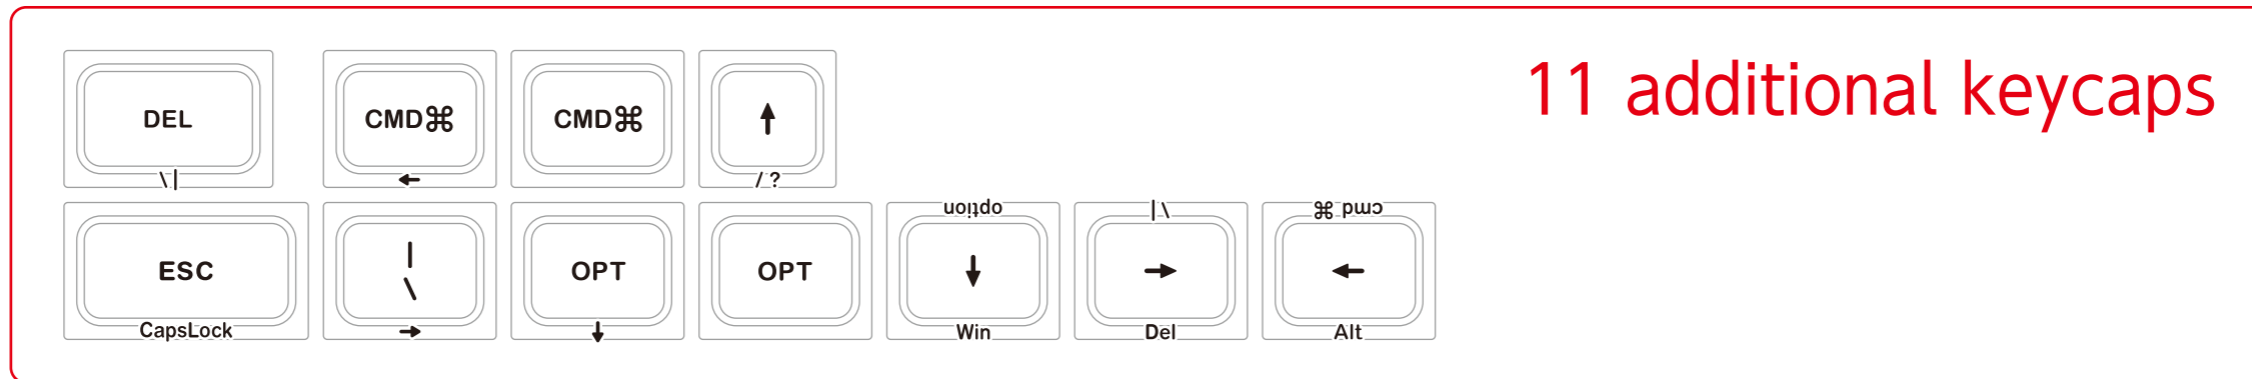 11 additional keycaps
DEL
\ |
CMD⌘
←
CMD⌘
↑
/ ?
ESC
CapsLock
|
\
→
OPT
↓
OPT
option
↓
Win
\ |
→
Del
cmd ⌘
←
Alt